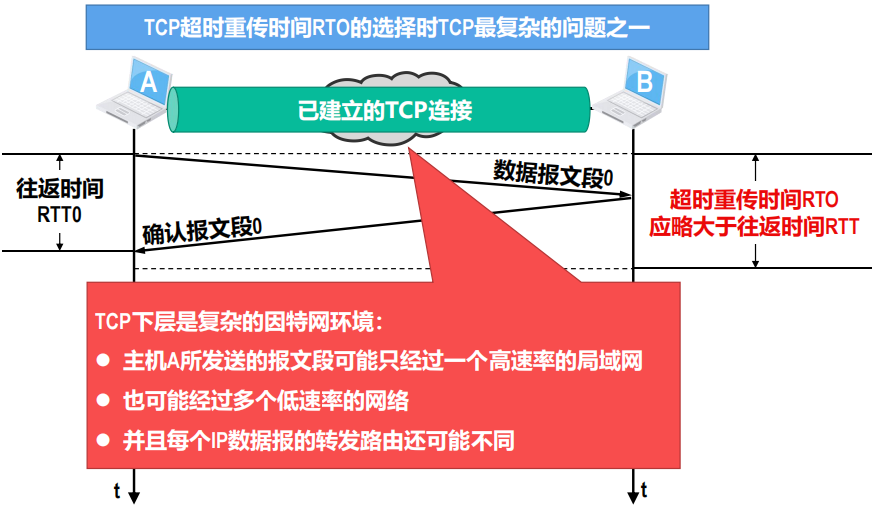 TCP超时重传时间RTO的选择时TCP最复杂的问题之一
A
B
已建立的TCP连接
往返时间
RTT0
数据报文段0
确认报文段0
超时重传时间RTO
应略大于往返时间RTT
TCP下层是复杂的因特网环境：
● 主机A所发送的报文段可能只经过一个高速率的局域网
● 也可能经过多个低速率的网络
● 并且每个IP数据报的转发路由还可能不同
t
t